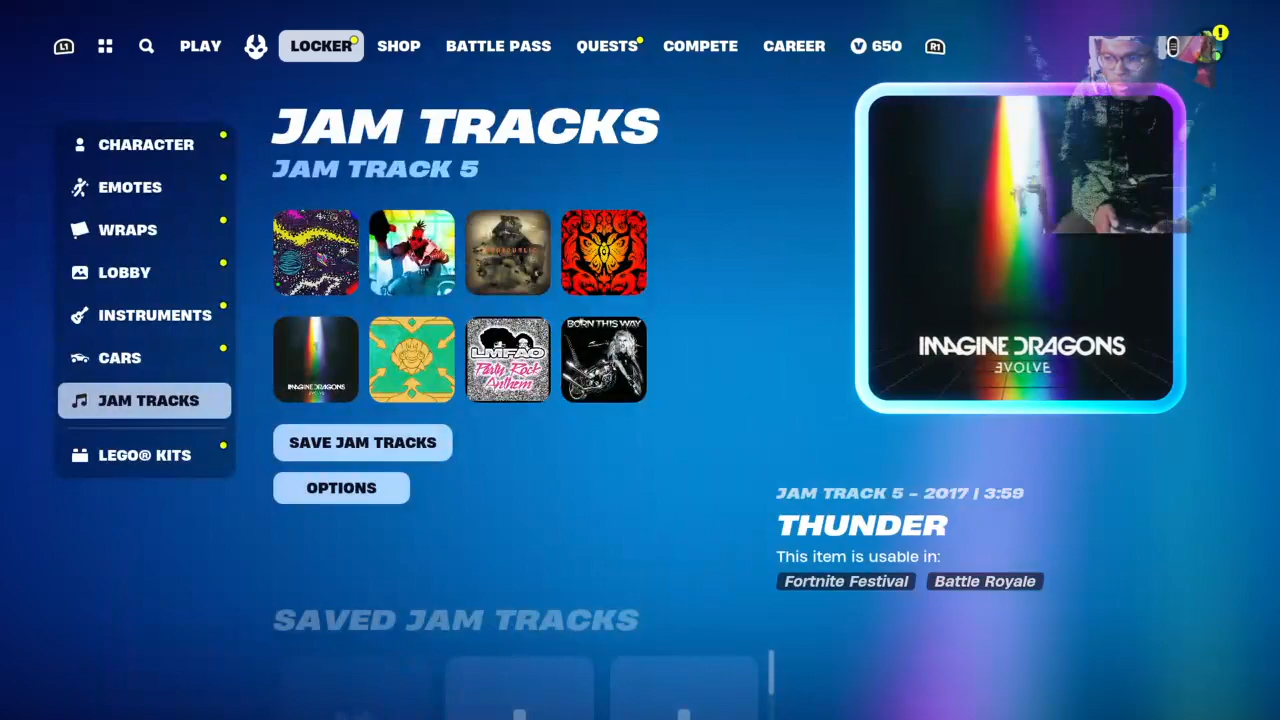 L1
PLAY
LOCKER
SHOP
BATTLE PASS
QUESTS
COMPETE
CAREER
V 650
R1
!
CHARACTER
EMOTES
WRAPS
LOBBY
INSTRUMENTS
CARS
JAM TRACKS
LEGO® KITS
JAM TRACKS
JAM TRACK 5
IMAGINE DRAGONS
LMFAO
Party Rock
Anthem
BORN THIS WAY
SAVE JAM TRACKS
OPTIONS
SAVED JAM TRACKS
IMAGINE DRAGONS
EVOLVE
JAM TRACK 5 - 2017 | 3:59
THUNDER
This item is usable in:
Fortnite Festival
Battle Royale